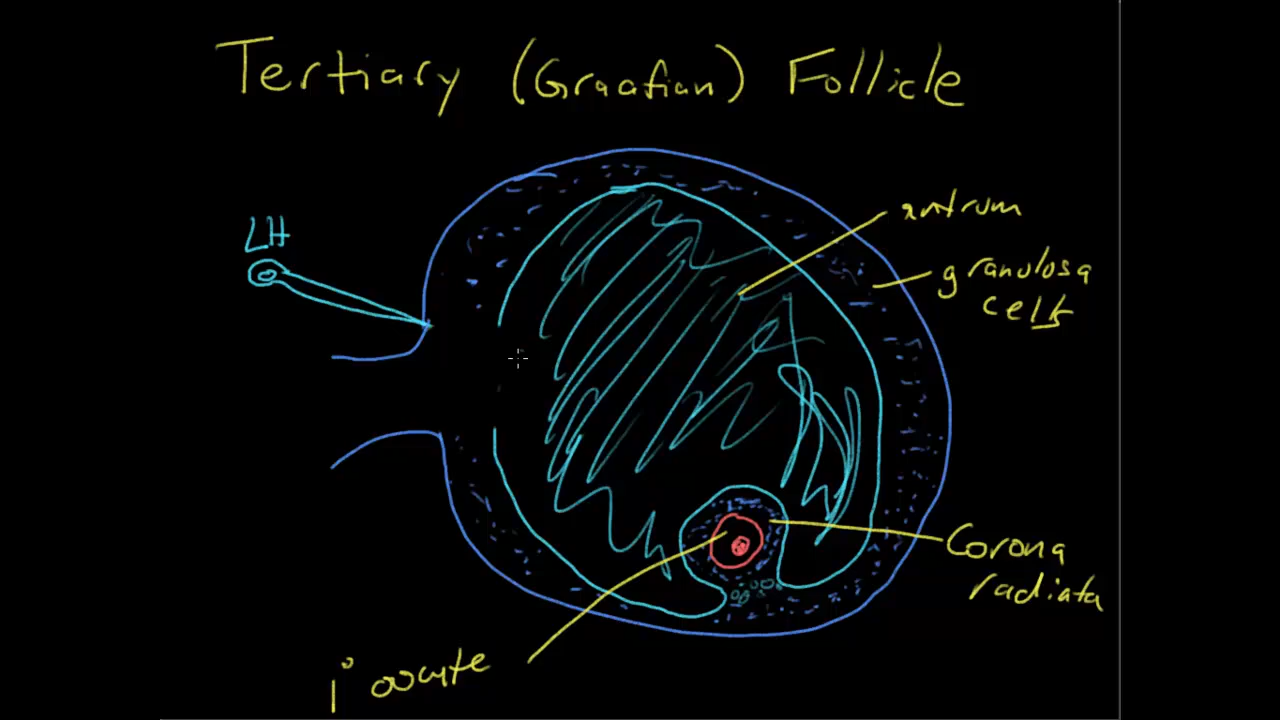 Tertiary (Graafian) Follicle
LH
antrum
granulosa
cells
Corona
radiata
1° oocyte